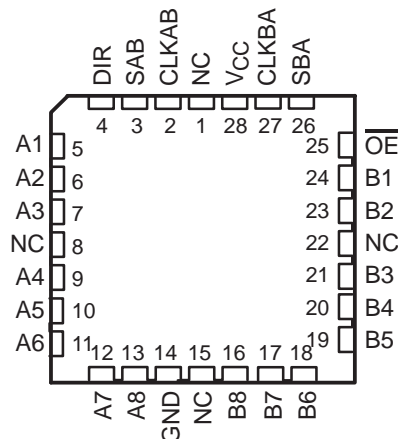 DIR SAB CLKAB NC VCC CLKBA SBA
4 3 2 1 28 27 26
A1 5 25 OE
A2 6 24 B1
A3 7 23 B2
NC 8 22 NC
A4 9 21 B3
A5 10 20 B4
A6 11 19 B5
12 13 14 15 16 17 18
A7 A8 GND NC B8 B7 B6